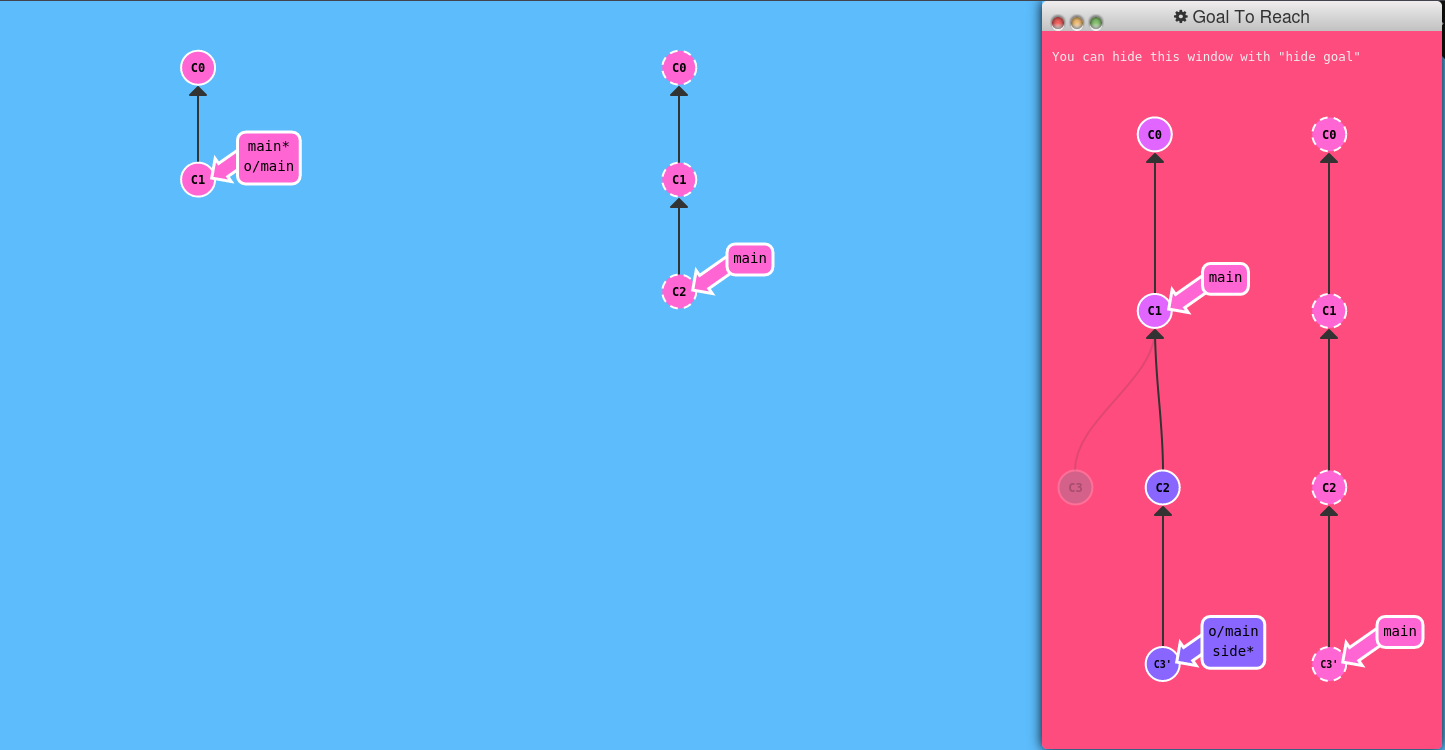 Goal To Reach
You can hide this window with "hide goal"
C0
C1
main*
o/main
C0
C1
C2
main
C0
C1
main
C3
C2
C3'
o/main
side*
C0
C1
C2
C3'
main